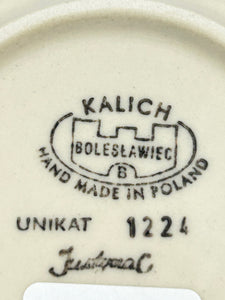 KALICH
BOLESŁAWIEC
B
HAND MADE IN POLAND
UNIKAT 1224